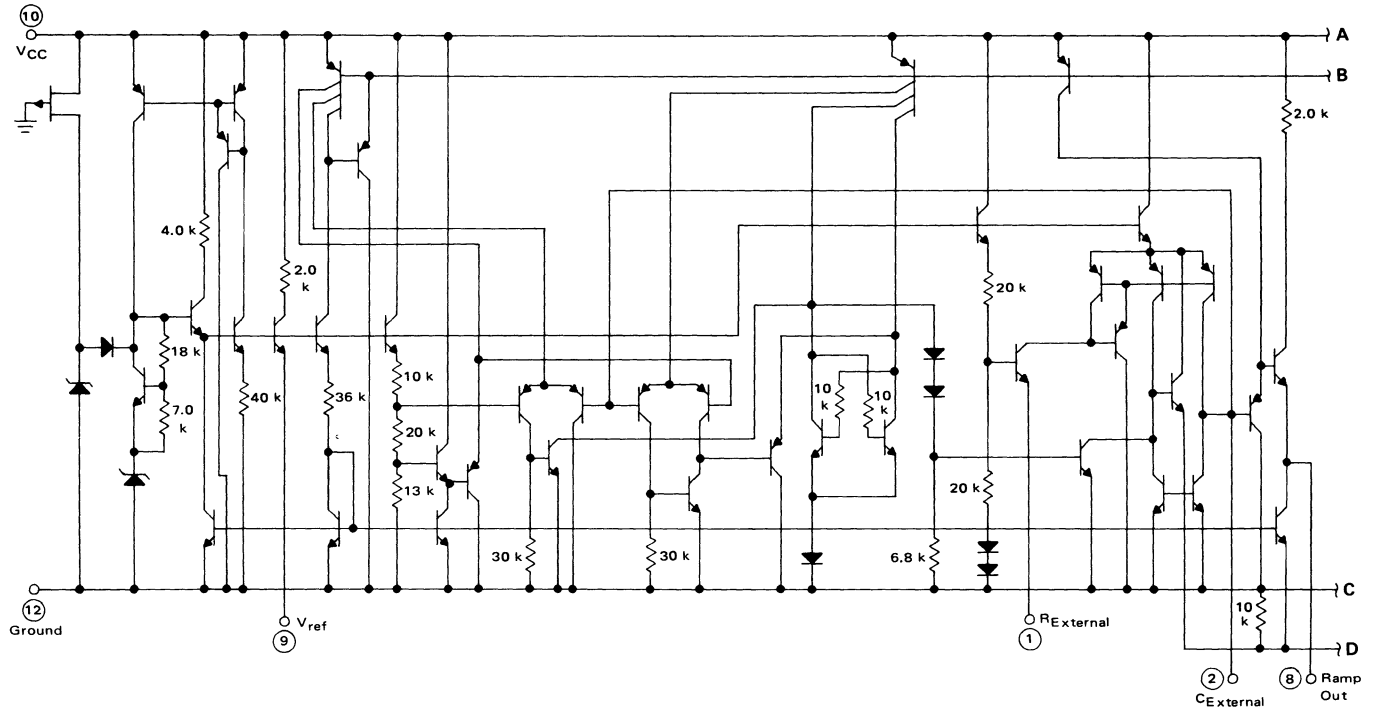 10
VCC
A
B
2.0 k
4.0 k
2.0
k
20 k
18 k
7.0
k
40 k
36 k
10 k
20 k
13 k
10
k
10
k
20 k
30 k
30 k
6.8 k
C
12
Ground
Vref
9
RExternal
1
10
k
D
2
CExternal
8
Ramp
Out